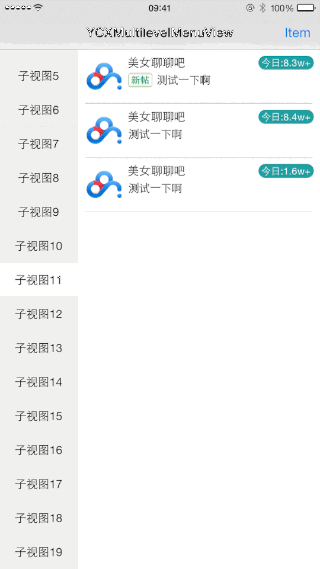 09:41
100%
YCXMultilevelMenuView
Item
子视图5
子视图6
子视图7
子视图8
子视图9
子视图10
子视图11
子视图12
子视图13
子视图14
子视图15
子视图16
子视图17
子视图18
子视图19
美女聊聊吧
今日:8.3w+
新帖 测试一下啊
美女聊聊吧
今日:8.4w+
测试一下啊
美女聊聊吧
今日:1.6w+
测试一下啊